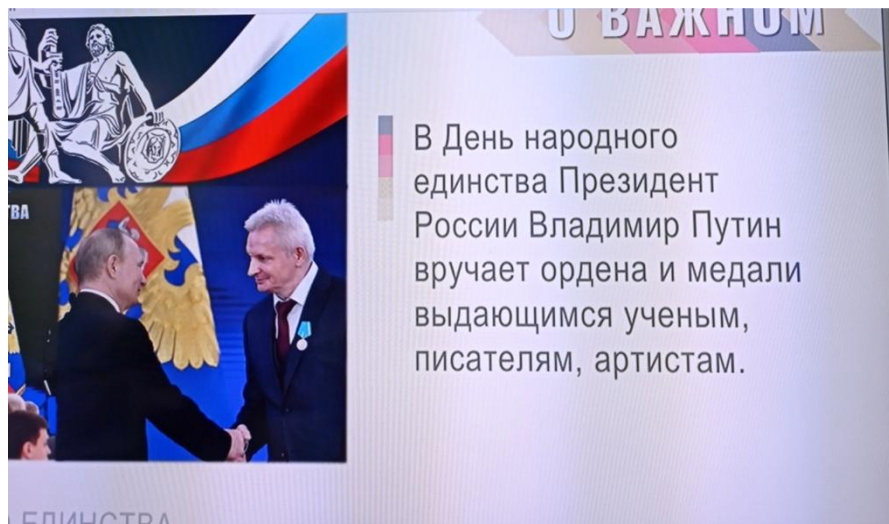 О ВАЖНОМ
В День народного
единства Президент
России Владимир Путин
вручает ордена и медали
выдающимся ученым,
писателям, артистам.
ЕДИНСТВА